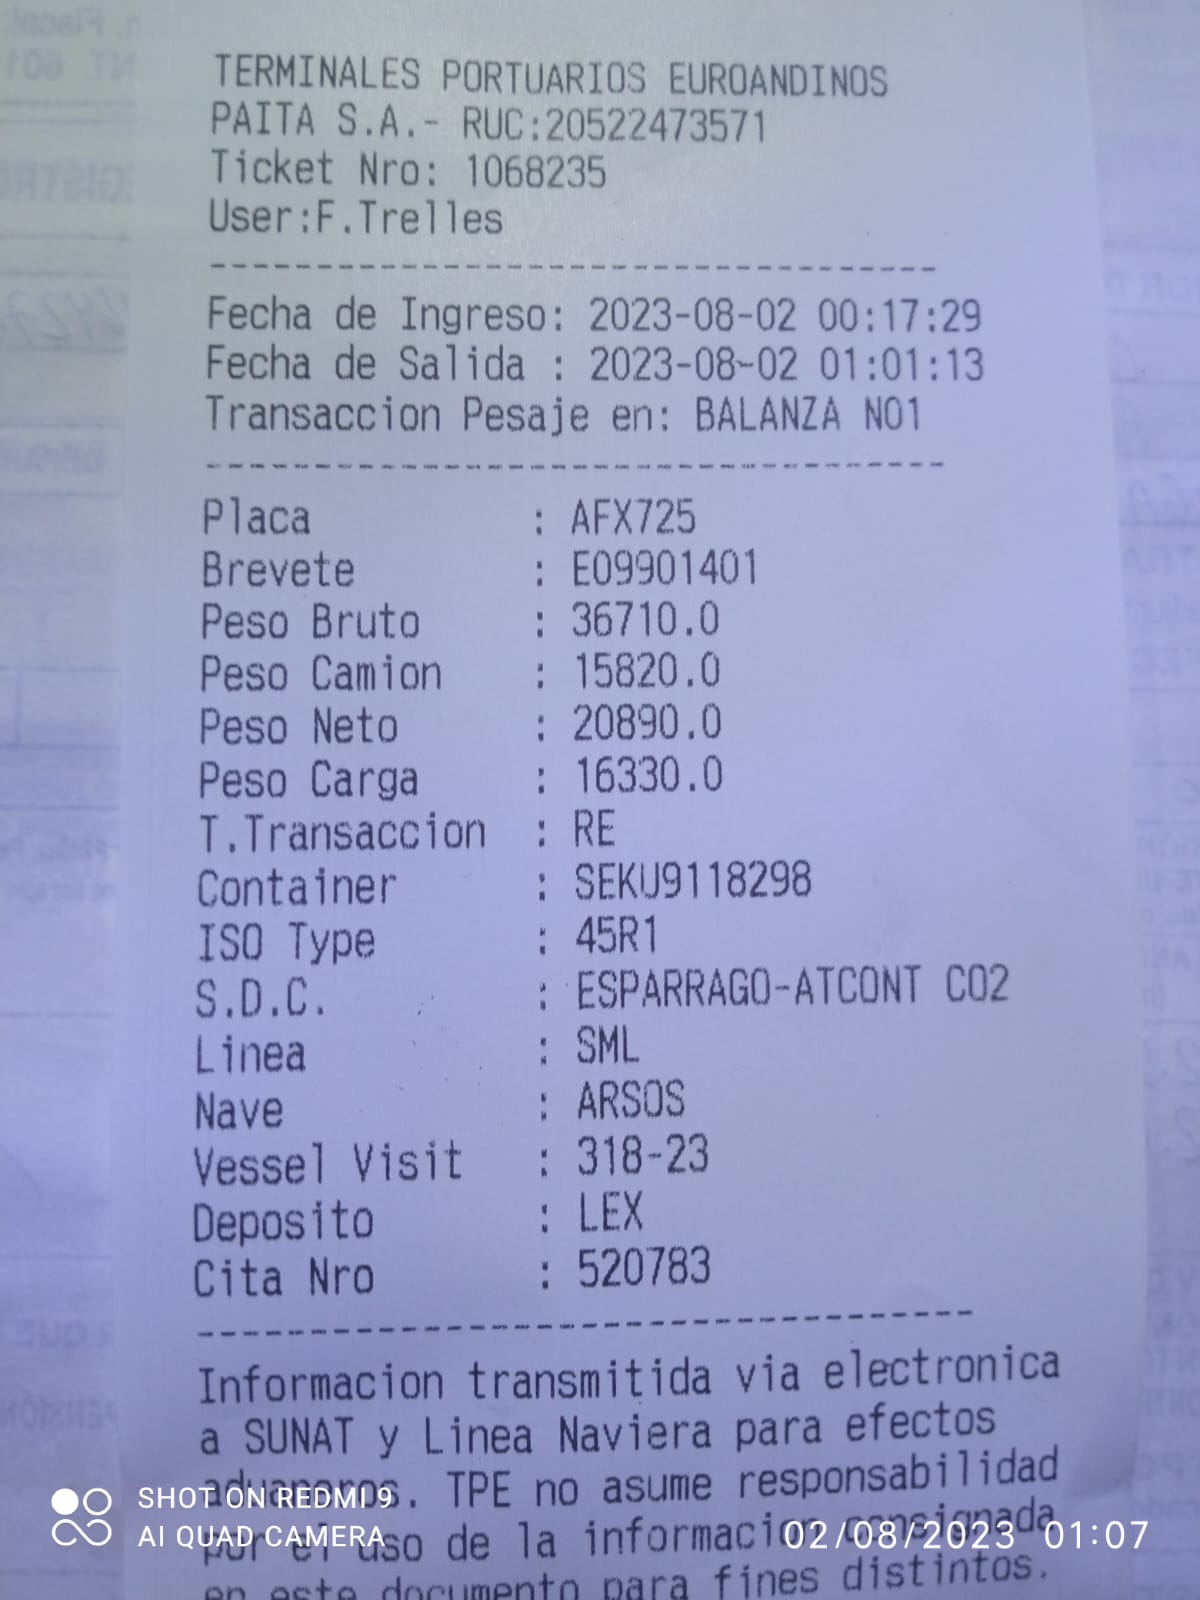 TERMINALES PORTUARIOS EUROANDINOS
PAITA S.A.- RUC:20522473571
Ticket Nro: 1068235
User:F.Trelles
------------------------------------
Fecha de Ingreso: 2023-08-02 00:17:29
Fecha de Salida : 2023-08-02 01:01:13
Transaccion Pesaje en: BALANZA NO1
------------------------------------
Placa : AFX725
Brevete : E09901401
Peso Bruto : 36710.0
Peso Camion : 15820.0
Peso Neto : 20890.0
Peso Carga : 16330.0
T.Transaccion : RE
Container : SEKU9118298
ISO Type : 45R1
S.D.C. : ESPARRAGO-ATCONT CO2
Linea : SML
Nave : ARSOS
Vessel Visit : 318-23
Deposito : LEX
Cita Nro : 520783
------------------------------------
Informacion transmitida via electronica
a SUNAT y Linea Naviera para efectos
aduaneros. TPE no asume responsabilidad
por el uso de la informacion consignada
en este documento para fines distintos.
SHOT ON REDMI 9
AI QUAD CAMERA
02/08/2023 01:07